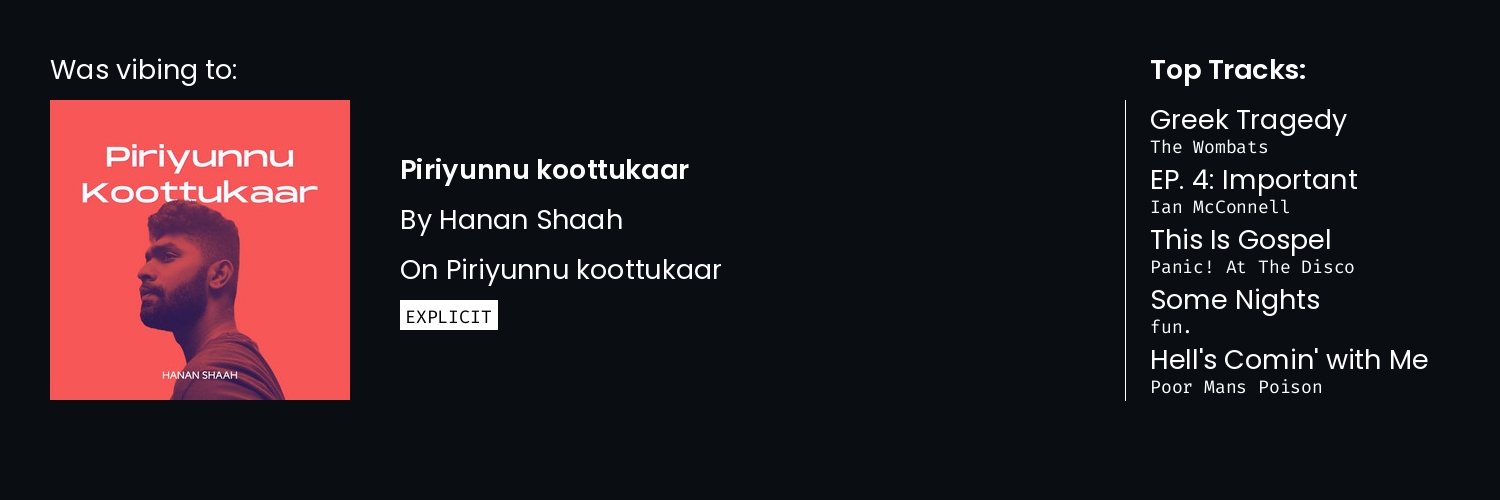 Was vibing to:
Piriyunnu
Koottukaar
HANAN SHAAH
Piriyunnu koottukaar
By Hanan Shaah
On Piriyunnu koottukaar
EXPLICIT
Top Tracks:
Greek Tragedy
The Wombats
EP. 4: Important
Ian McConnell
This Is Gospel
Panic! At The Disco
Some Nights
fun.
Hell's Comin' with Me
Poor Mans Poison